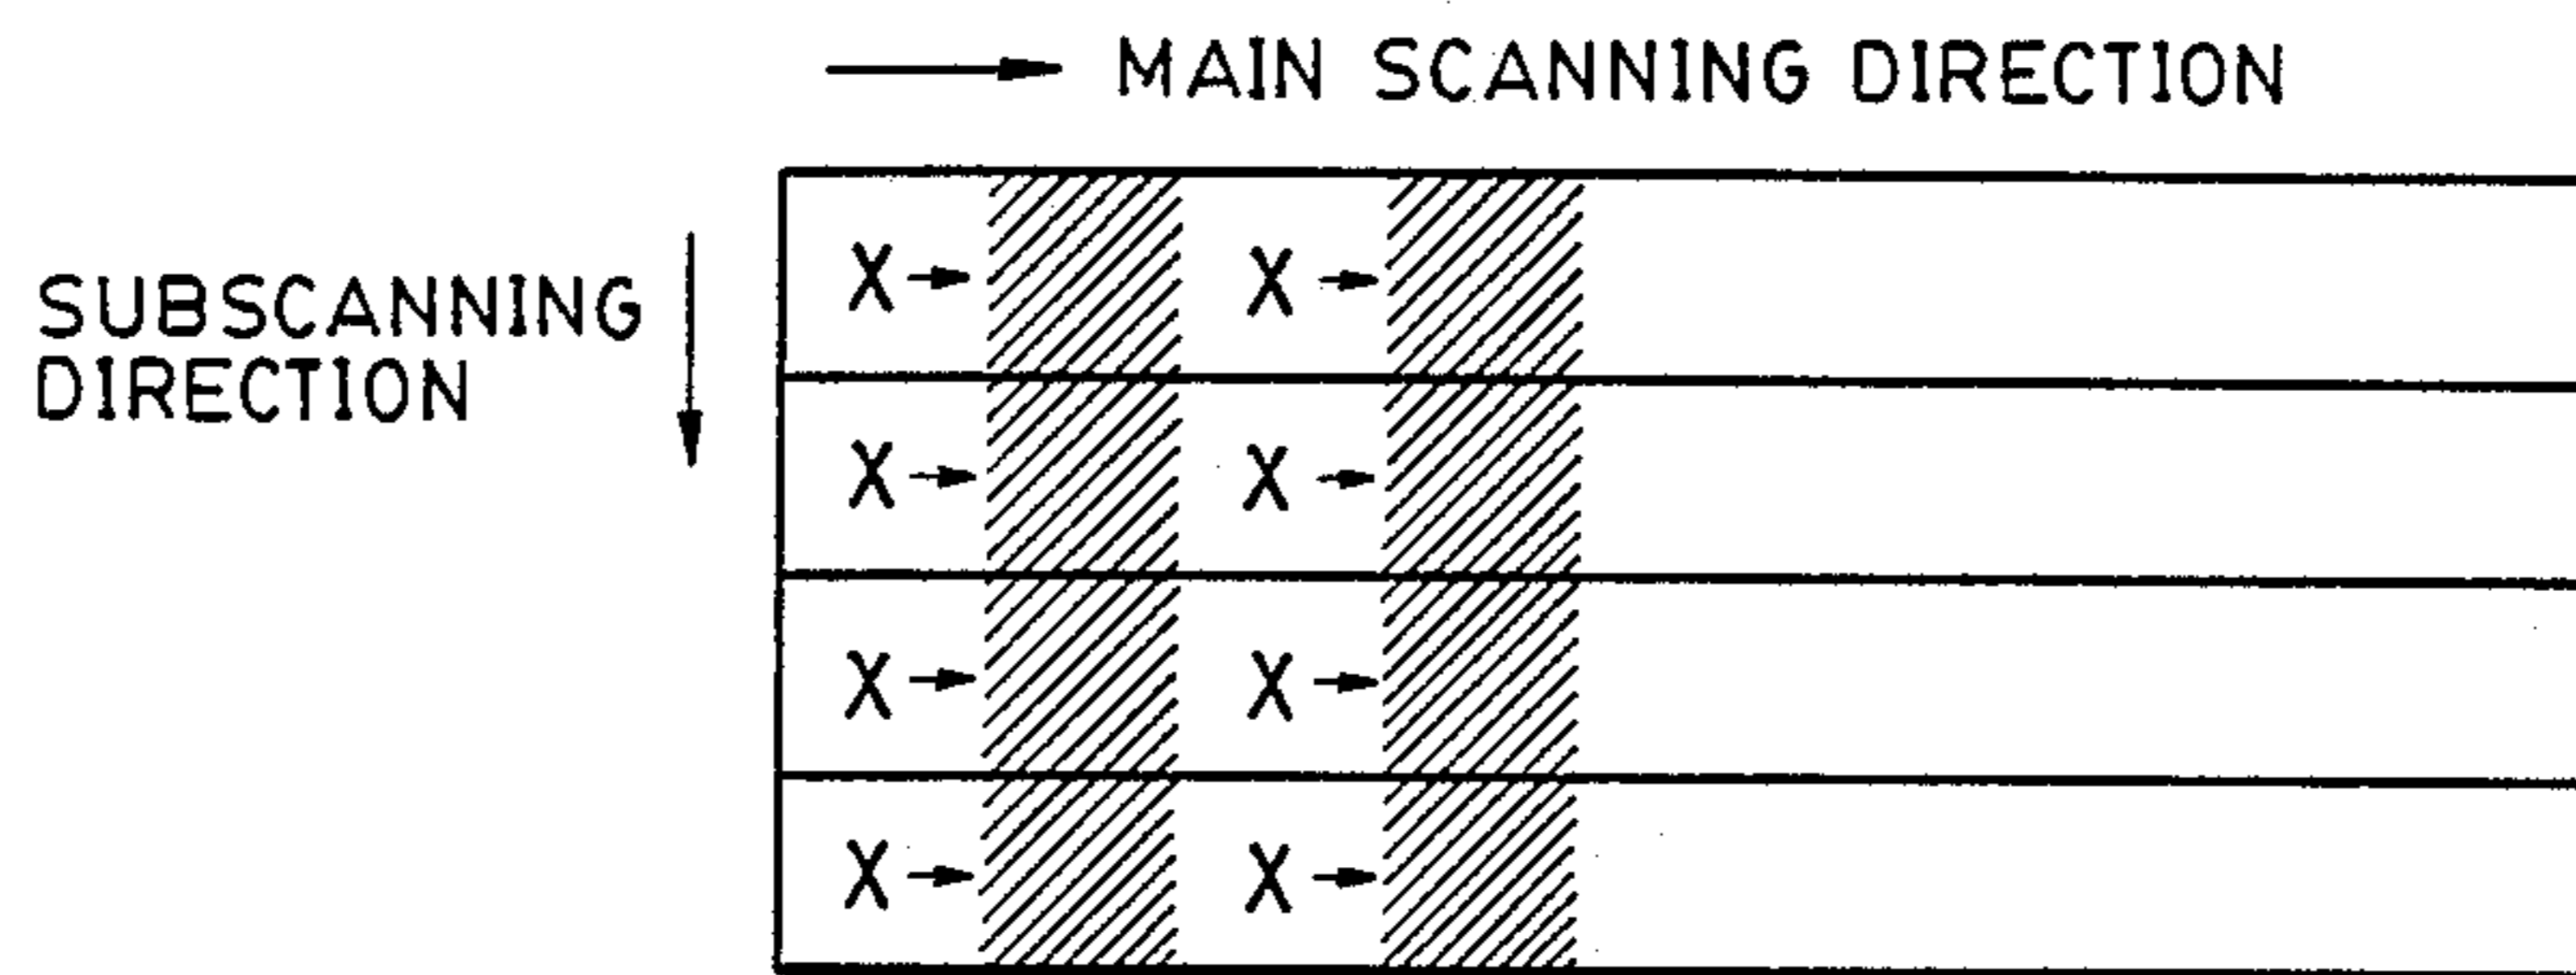 MAIN SCANNING DIRECTION
SUBSCANNING
DIRECTION
X X
X X
X X
X X